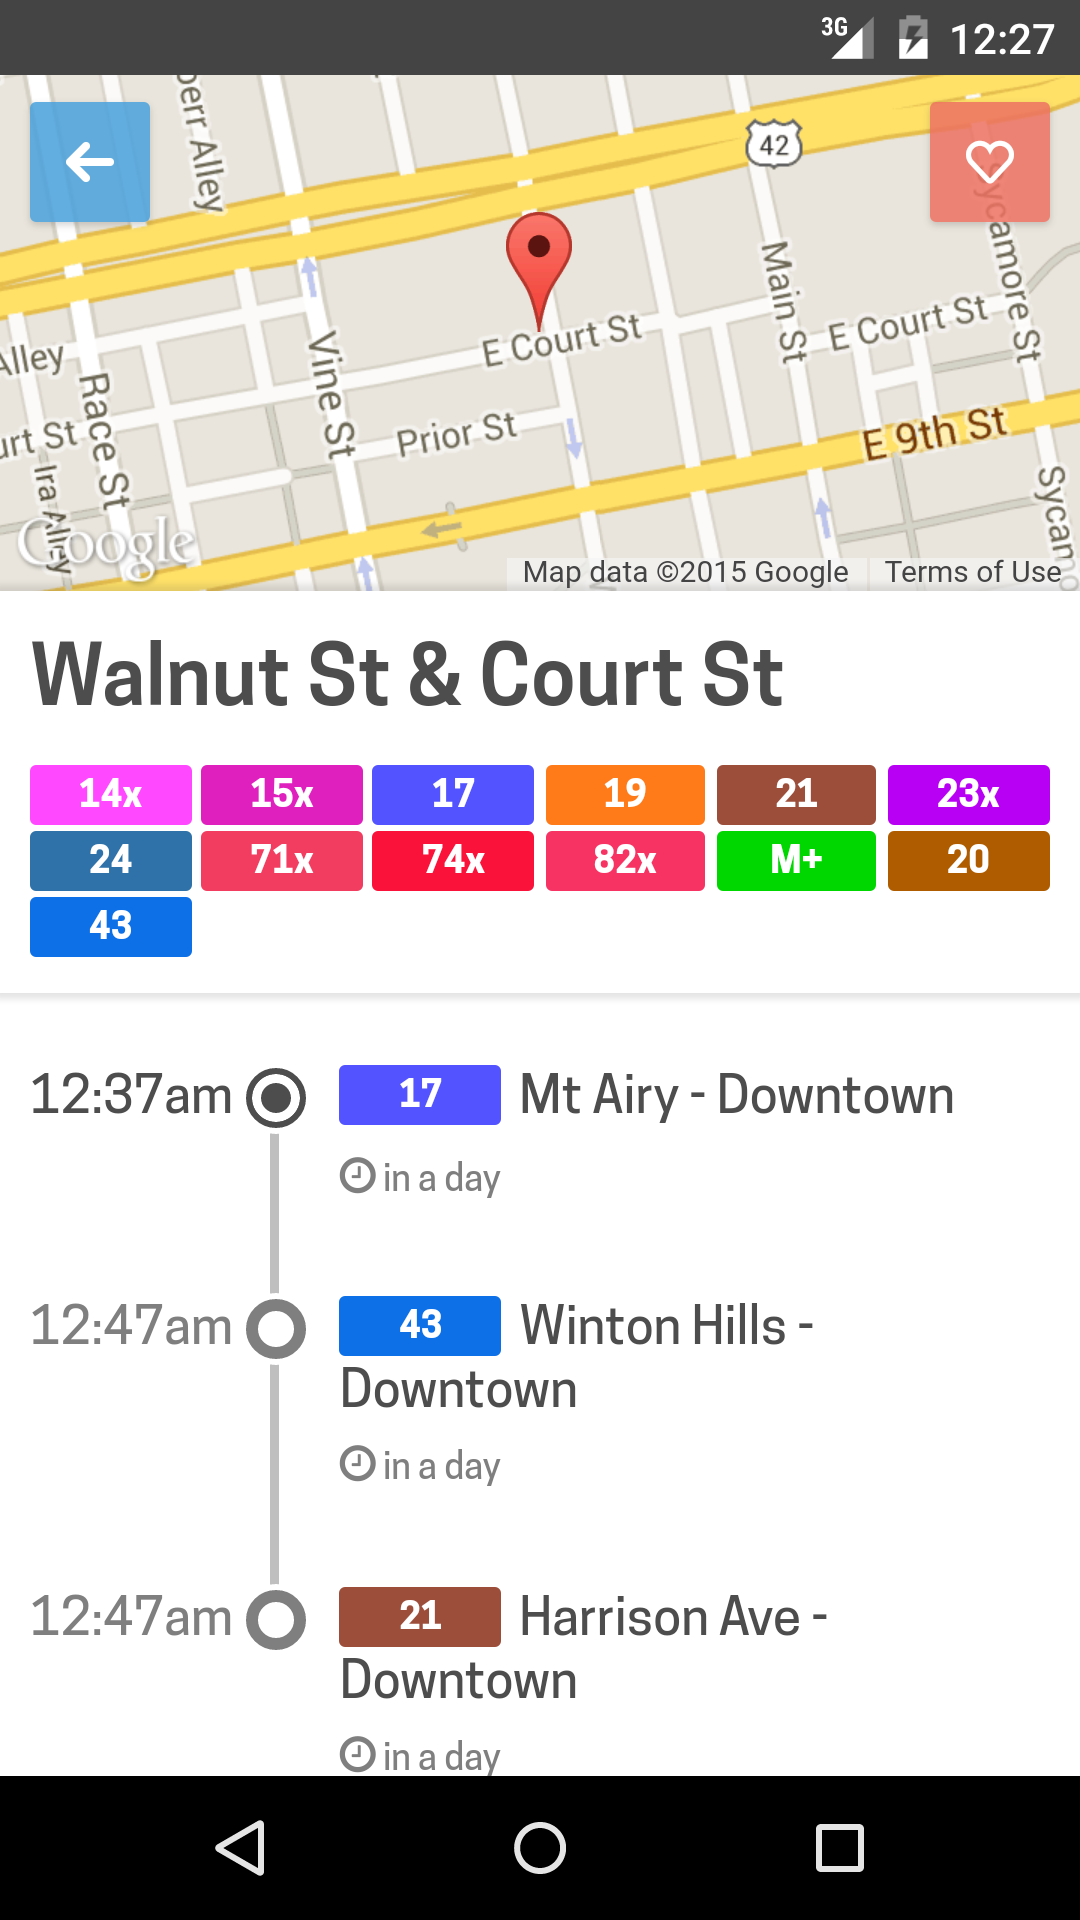 3G 12:27
perr Alley
42
Sycamore St
Main St
E Court St
E Court St
Alley
Vine St
Race St
Prior St
E 9th St
urt St
Ira Alley
Sycamo
Google
Map data ©2015 Google Terms of Use
Walnut St & Court St
14x 15x 17 19 21 23x
24 71x 74x 82x M+ 20
43
12:37am 17 Mt Airy - Downtown
in a day
12:47am 43 Winton Hills -
Downtown
in a day
12:47am 21 Harrison Ave -
Downtown
in a day